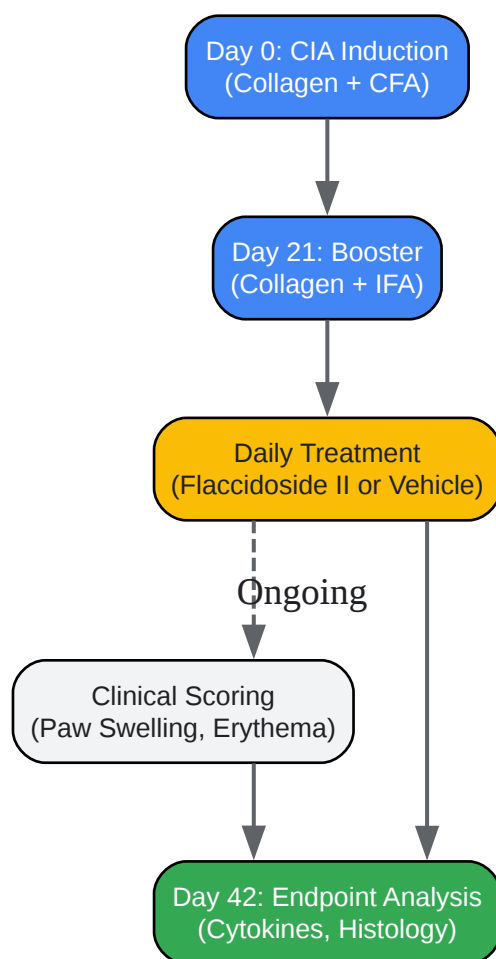 Day 0: CIA Induction
(Collagen + CFA)
Day 21: Booster
(Collagen + IFA)
Daily Treatment
(Flaccidoside II or Vehicle)
Ongoing
Clinical Scoring
(Paw Swelling, Erythema)
Day 42: Endpoint Analysis
(Cytokines, Histology)